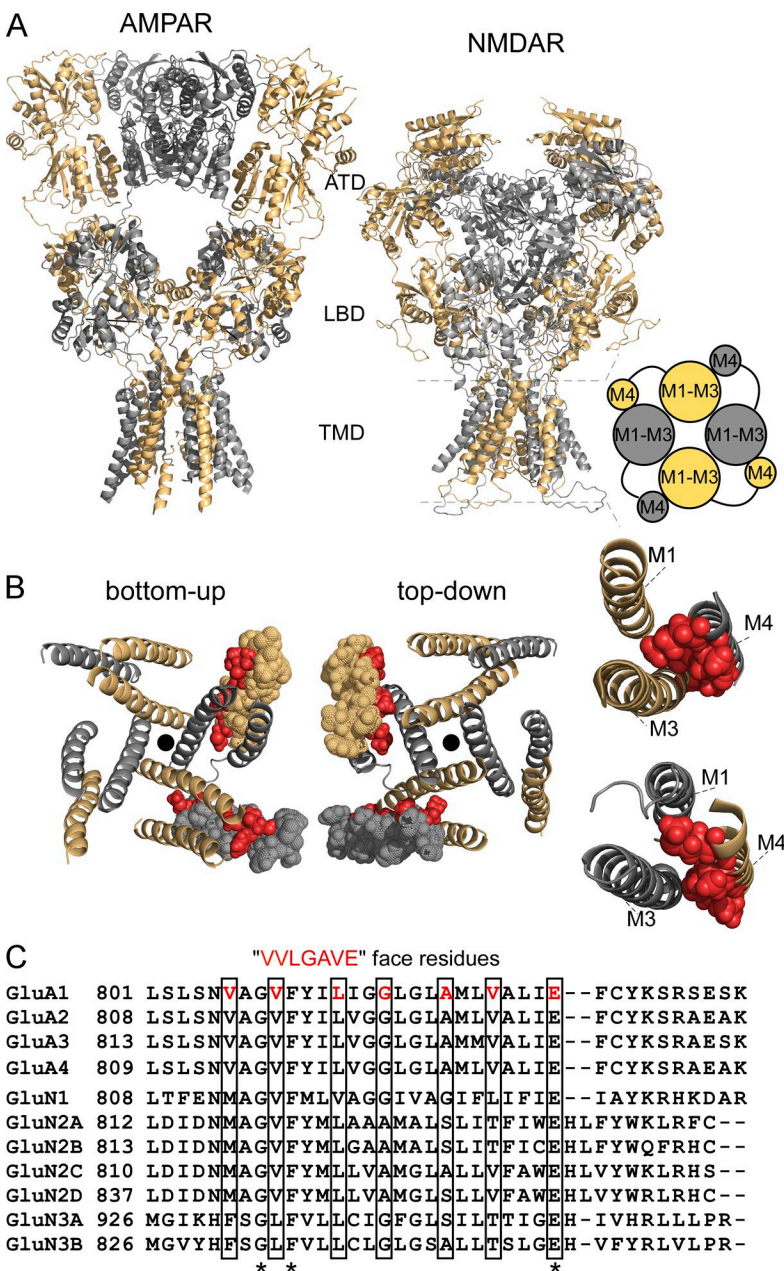 A
AMPAR
NMDAR
ATD
LBD
TMD
M4
M4
M1-M3
M1-M3
M1-M3
M1-M3
M4
M4
B
bottom-up
top-down
M1
M4
M3
M1
M4
M3
C
"VVLGAVE" face residues
GluA1 801 LSLSNVAGVFYILIGGLGLAMLVALIE--FCYKSRSESK
GluA2 808 LSLSNVAGVFYILVGGLGLAMLVALIE--FCYKSRAEAK
GluA3 813 LSLSNVAGVFYILVGGLGLAMMVALIE--FCYKSRAESK
GluA4 809 LSLSNVAGVFYILVGGLGLAMLVALIE--FCYKSRAEAK
GluN1 808 LTFENMAGVFMLVAGGIVAGIFLIFIE--IAYKRHKDAR
GluN2A 812 LDIDNMAGVFYMLAAAMALSLITFIWEHLFYWKLRFC--
GluN2B 813 LDIDNMAGVFYMLGAAMALSLITFICEHLFYWQFRHC--
GluN2C 810 LDIDNMAGVFYMLLVAMGLALLVFAWEHLVYWKLRHS--
GluN2D 837 LDIDNMAGVFYMLLVAMGLSLLVFAWEHLVYWRLRHC--
GluN3A 926 MGIKHFSGLFVLLCIGFGLSILTTIGEH-IVHRLLLPR-
GluN3B 826 MGVYHFSGLFVLLCLGLGSALLTSLGEH-VFYRLVLPR-
* * *